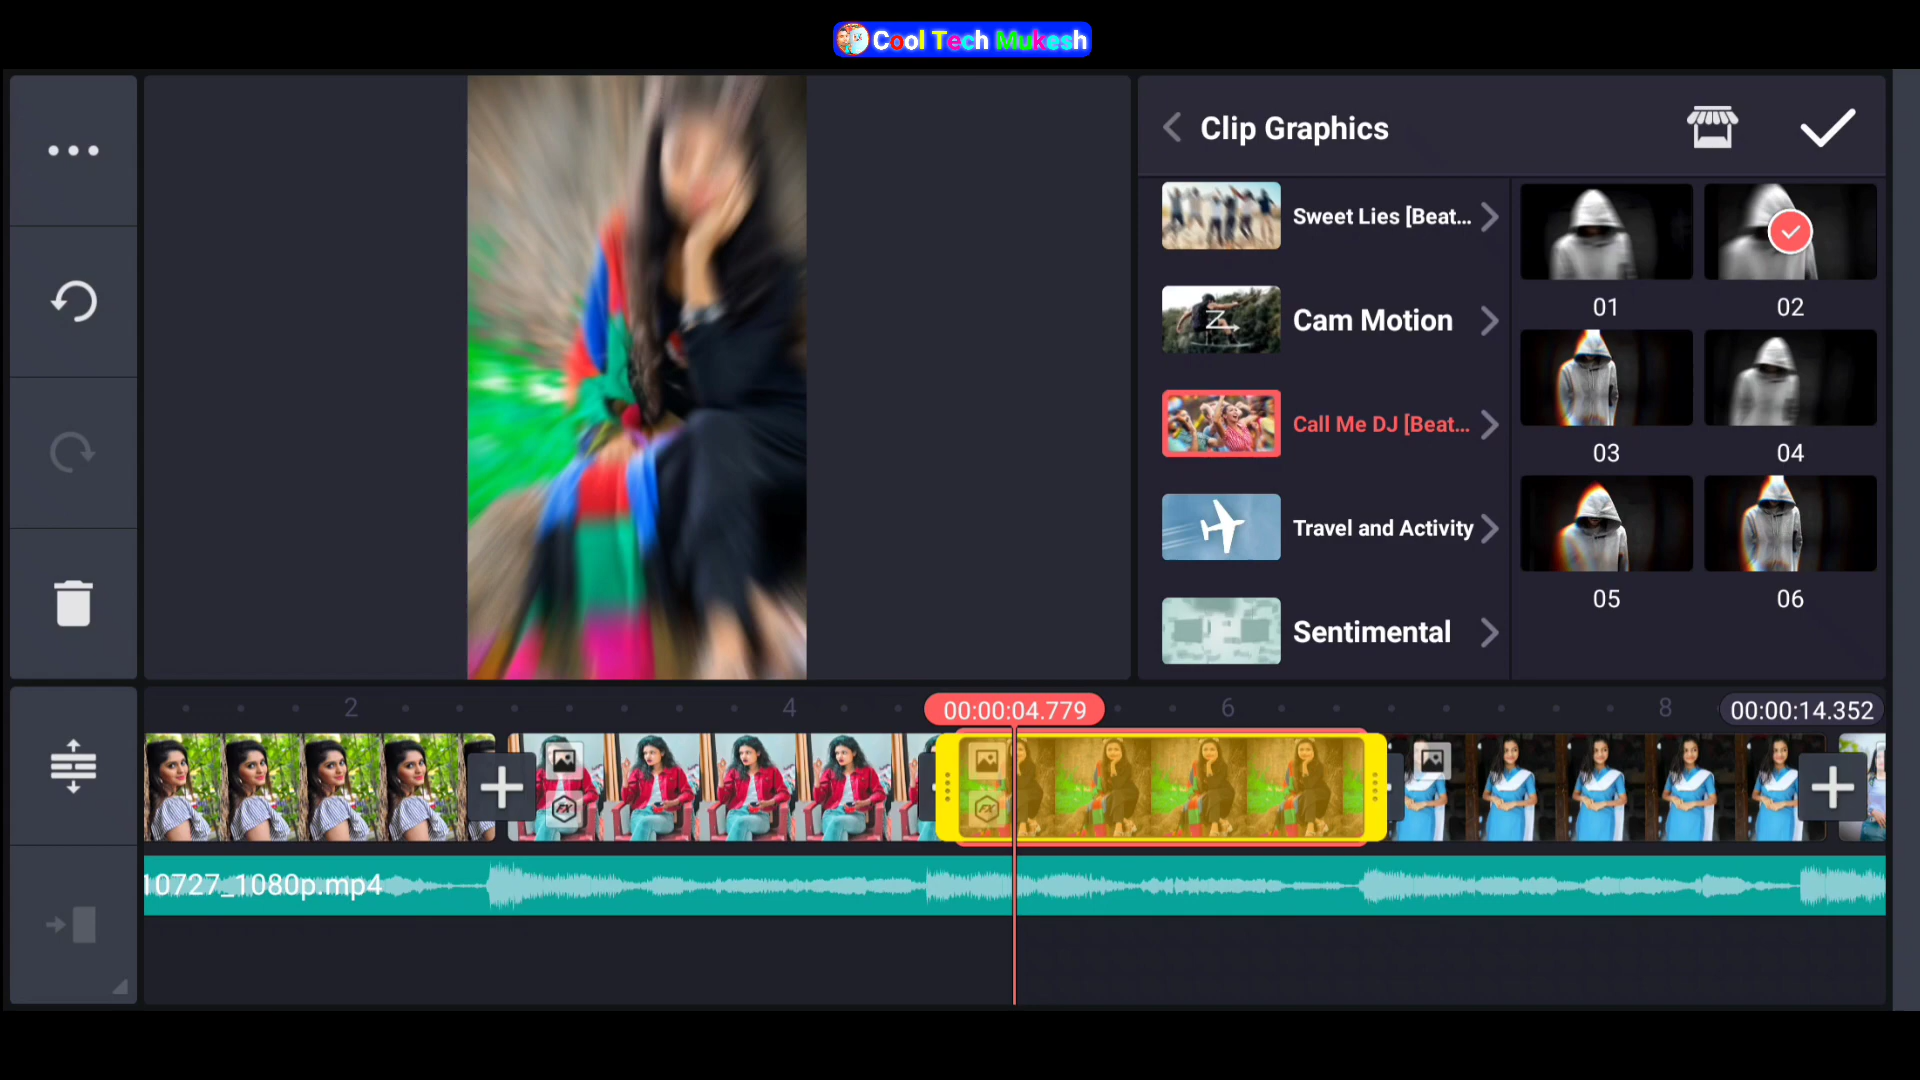 Cool Tech Mukesh
Clip Graphics
Sweet Lies [Beat...
Cam Motion
Call Me DJ [Beat...
Travel and Activity
Sentimental
01
02
03
04
05
06
2
4
00:00:04.779
6
8
00:00:14.352
FX
FX
10727_1080p.mp4